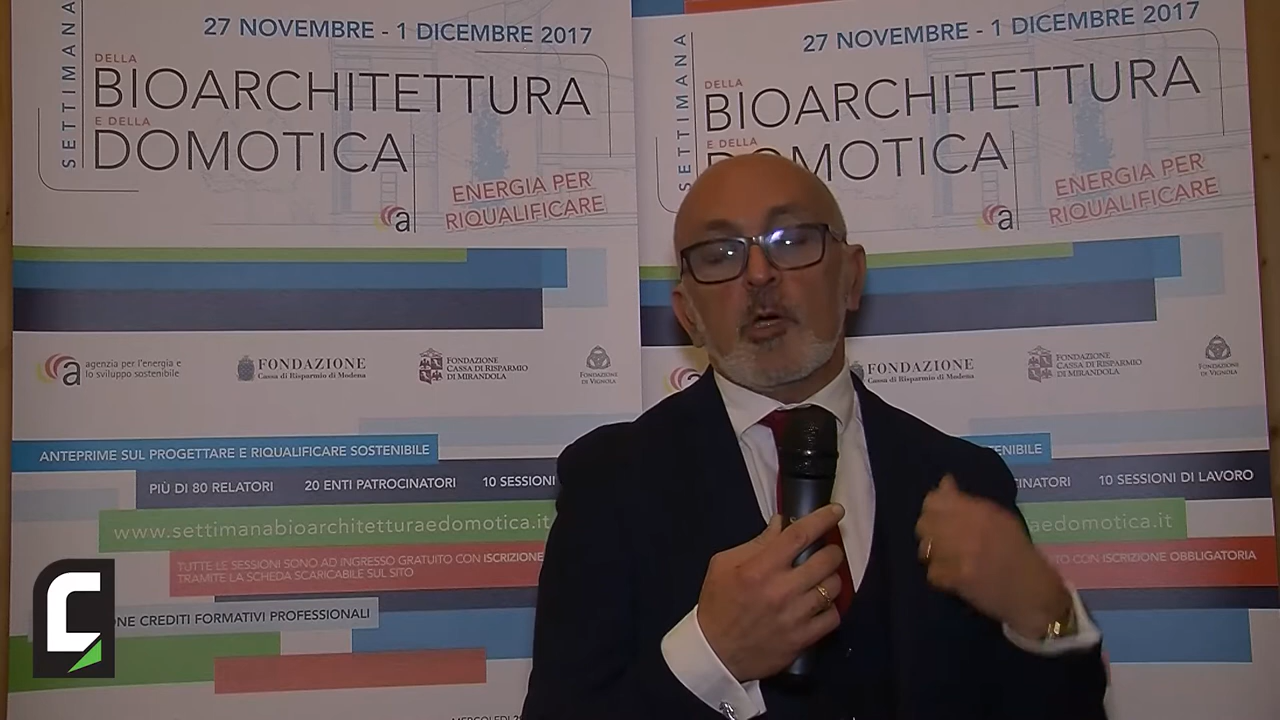 27 NOVEMBRE - 1 DICEMBRE 2017
SETTIMANA
DELLA
BIOARCHITETTURA
E DELLA
DOMOTICA
ENERGIA PER
RIQUALIFICARE
a
a agenzia per l'energia e
lo sviluppo sostenibile
FONDAZIONE
Cassa di Risparmio di Modena
FONDAZIONE
CASSA DI RISPARMIO
DI MIRANDOLA
FONDAZIONE
DI VIGNOLA
ANTEPRIME SUL PROGETTARE E RIQUALIFICARE SOSTENIBILE
PIÙ DI 80 RELATORI 20 ENTI PATROCINATORI 10 SESSIONI
www.settimanabioarchitetturaedomotica.it
TUTTE LE SESSIONI SONO AD INGRESSO GRATUITO CON ISCRIZIONE
TRAMITE LA SCHEDA SCARICABILE SUL SITO
ONE CREDITI FORMATIVI PROFESSIONALI
27 NOVEMBRE - 1 DICEMBRE 2017
SETTIMANA
DELLA
BIOARCHITETTURA
E DELLA
DOMOTICA
ENERGIA PER
RIQUALIFICARE
a
FONDAZIONE
Cassa di Risparmio di Modena
FONDAZIONE
CASSA DI RISPARMIO
DI MIRANDOLA
FONDAZIONE
DI VIGNOLA
ENIBILE
CINATORI 10 SESSIONI DI LAVORO
aedomotica.it
TO CON ISCRIZIONE OBBLIGATORIA